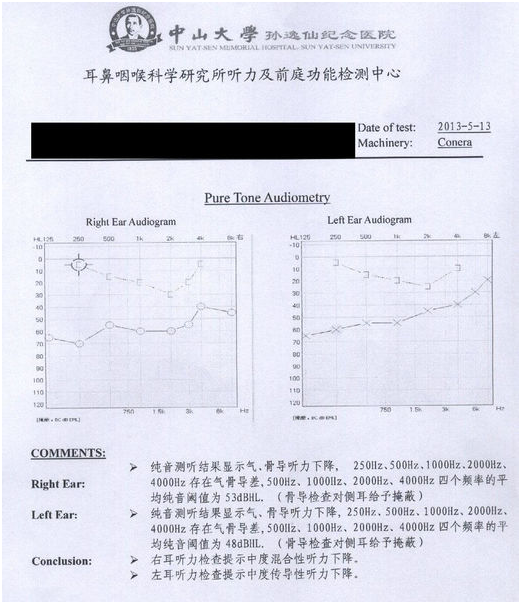 中山大學孙逸仙纪念医院
SUN YAT-SEN MEMORIAL HOSPITAL, SUN YAT-SEN UNIVERSITY
耳鼻咽喉科学研究所听力及前庭功能检测中心
Date of test: 2013-5-13
Machinery: Conera
Pure Tone Audiometry
Right Ear Audiogram
Left Ear Audiogram
HL125 250 500 1k 2k 4k 8k 右
HL125 250 500 1k 2k 4k 8k 左
-10
0
10
20
30
40
50
60
70
80
90
100
110
120
750 1.5k 3k 6k Hz
-10
0
10
20
30
40
50
60
70
80
90
100
110
120
750 1.5k 3k 6k Hz
COMMENTS:
Right Ear:
➢ 纯音测听结果显示气、骨导听力下降, 250Hz、500Hz、1000Hz、2000Hz、
4000Hz 存在气骨导差,500Hz、1000Hz、2000Hz、4000Hz 四个频率的平
均纯音阈值为 53dBHL. (骨导检查对侧耳给予掩蔽)
Left Ear:
➢ 纯音测听结果显示气、骨导听力下降, 250Hz、500Hz、1000Hz、2000Hz、
4000Hz 存在气骨导差,500Hz、1000Hz、2000Hz、4000Hz 四个频率的平
均纯音阈值为 48dBHL. (骨导检查对侧耳给予掩蔽)
Conclusion:
➢ 右耳听力检查提示中度混合性听力下降。
➢ 左耳听力检查提示中度传导性听力下降。